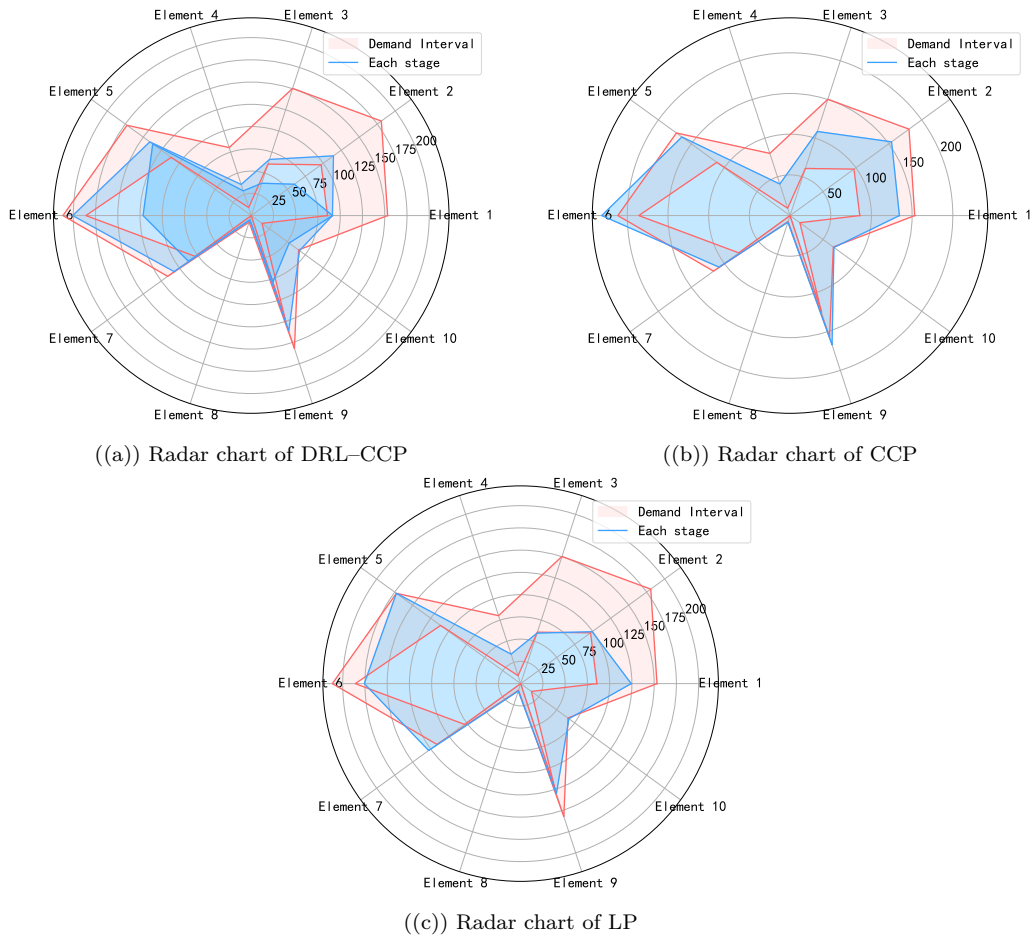 Element 4
Element 3
Demand Interval
Each stage
Element 5
Element 2
200
175
150
125
100
75
50
25
Element 6
Element 1
Element 7
Element 10
Element 8
Element 9
((a)) Radar chart of DRL–CCP
Element 4
Element 3
Demand Interval
Each stage
Element 5
Element 2
200
150
100
50
Element 6
Element 1
Element 7
Element 10
Element 8
Element 9
((b)) Radar chart of CCP
Element 4
Element 3
Demand Interval
Each stage
Element 5
Element 2
200
175
150
125
100
75
50
25
Element 6
Element 1
Element 7
Element 10
Element 8
Element 9
((c)) Radar chart of LP